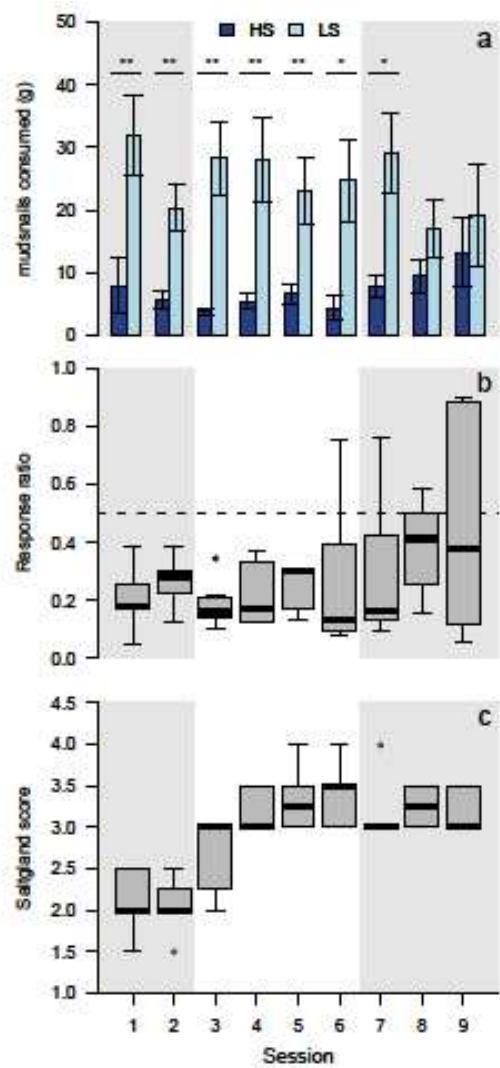 HS LS a
** ** ** ** ** * *
50
40
30
20
10
0
mudsnails consumed (g)
b
1.0
0.8
0.6
0.4
0.2
0.0
Response ratio
c
4.5
4.0
3.5
3.0
2.5
2.0
1.5
1.0
Saltgland score
1 2 3 4 5 6 7 8 9
Session